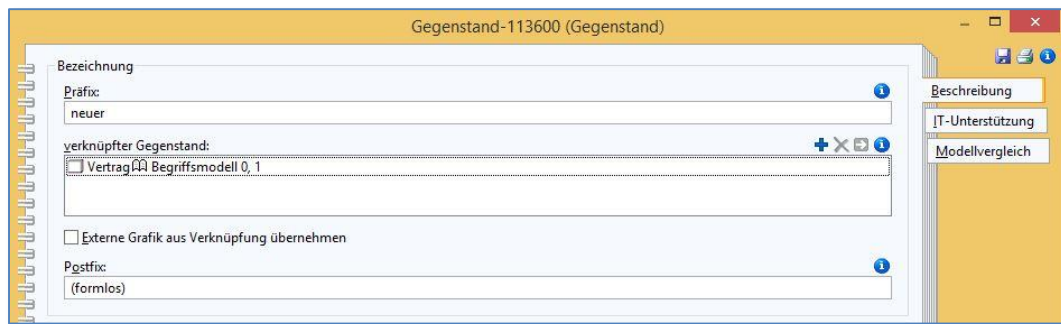 Gegenstand-113600 (Gegenstand)
Bezeichnung
Präfix:
neuer
verknüpfter Gegenstand:
Vertrag Begriffsmodell 0, 1
Externe Grafik aus Verknüpfung übernehmen
Postfix:
(formlos)
Beschreibung
IT-Unterstützung
Modellvergleich